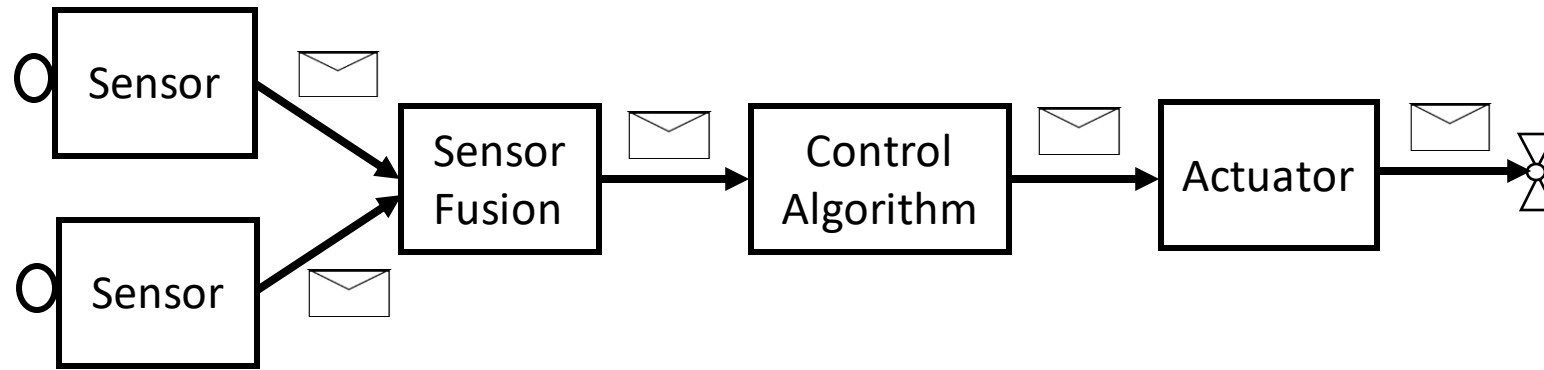 Sensor
Sensor
Sensor
Fusion
Control
Algorithm
Actuator